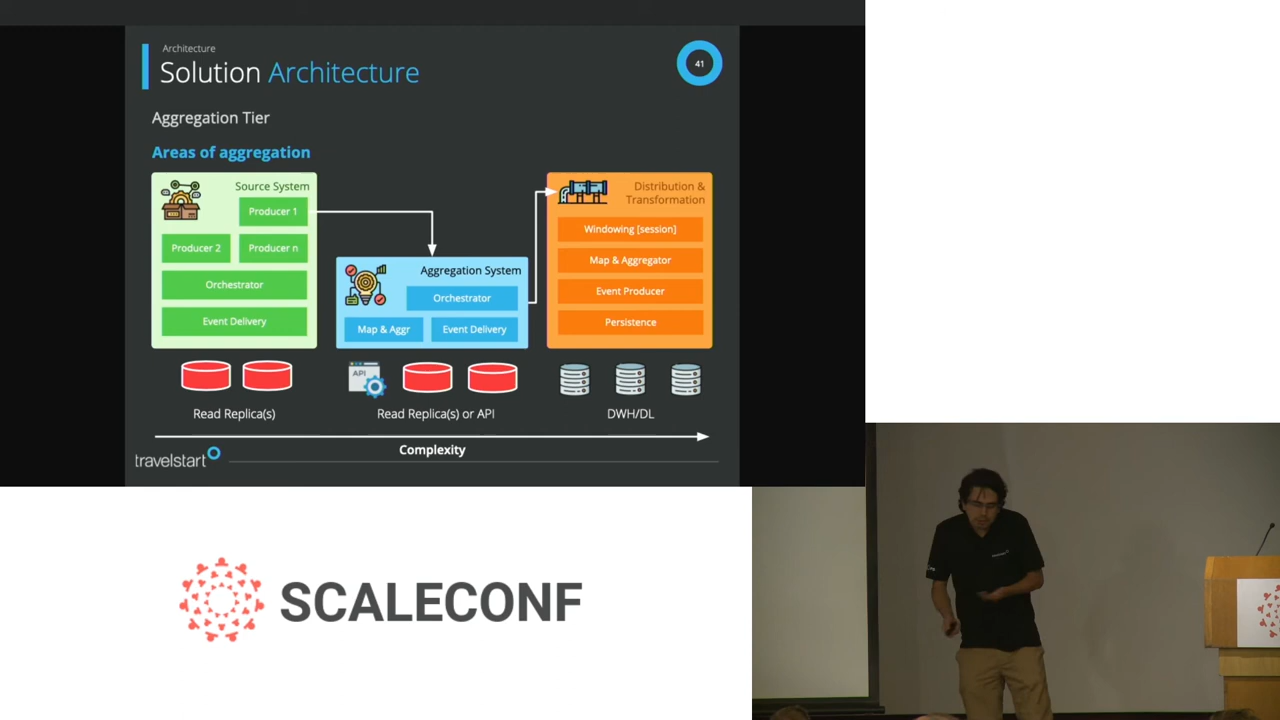 Architecture
Solution Architecture
41
Aggregation Tier
Areas of aggregation
Source System
Producer 1
Producer 2
Producer n
Orchestrator
Event Delivery
Aggregation System
Orchestrator
Map & Aggr
Event Delivery
Distribution &
Transformation
Windowing [session]
Map & Aggregator
Event Producer
Persistence
API
Read Replica(s)
Read Replica(s) or API
DWH/DL
Complexity
travelstart
SCALECONF